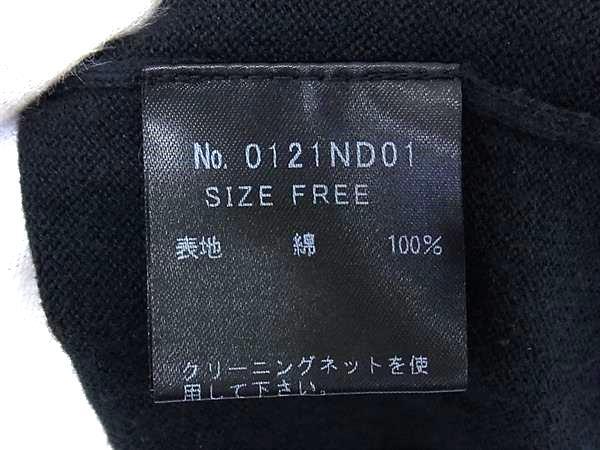 No. 0121ND01
SIZE FREE
表地 綿 100%
クリーニングネットを使
用して下さい。